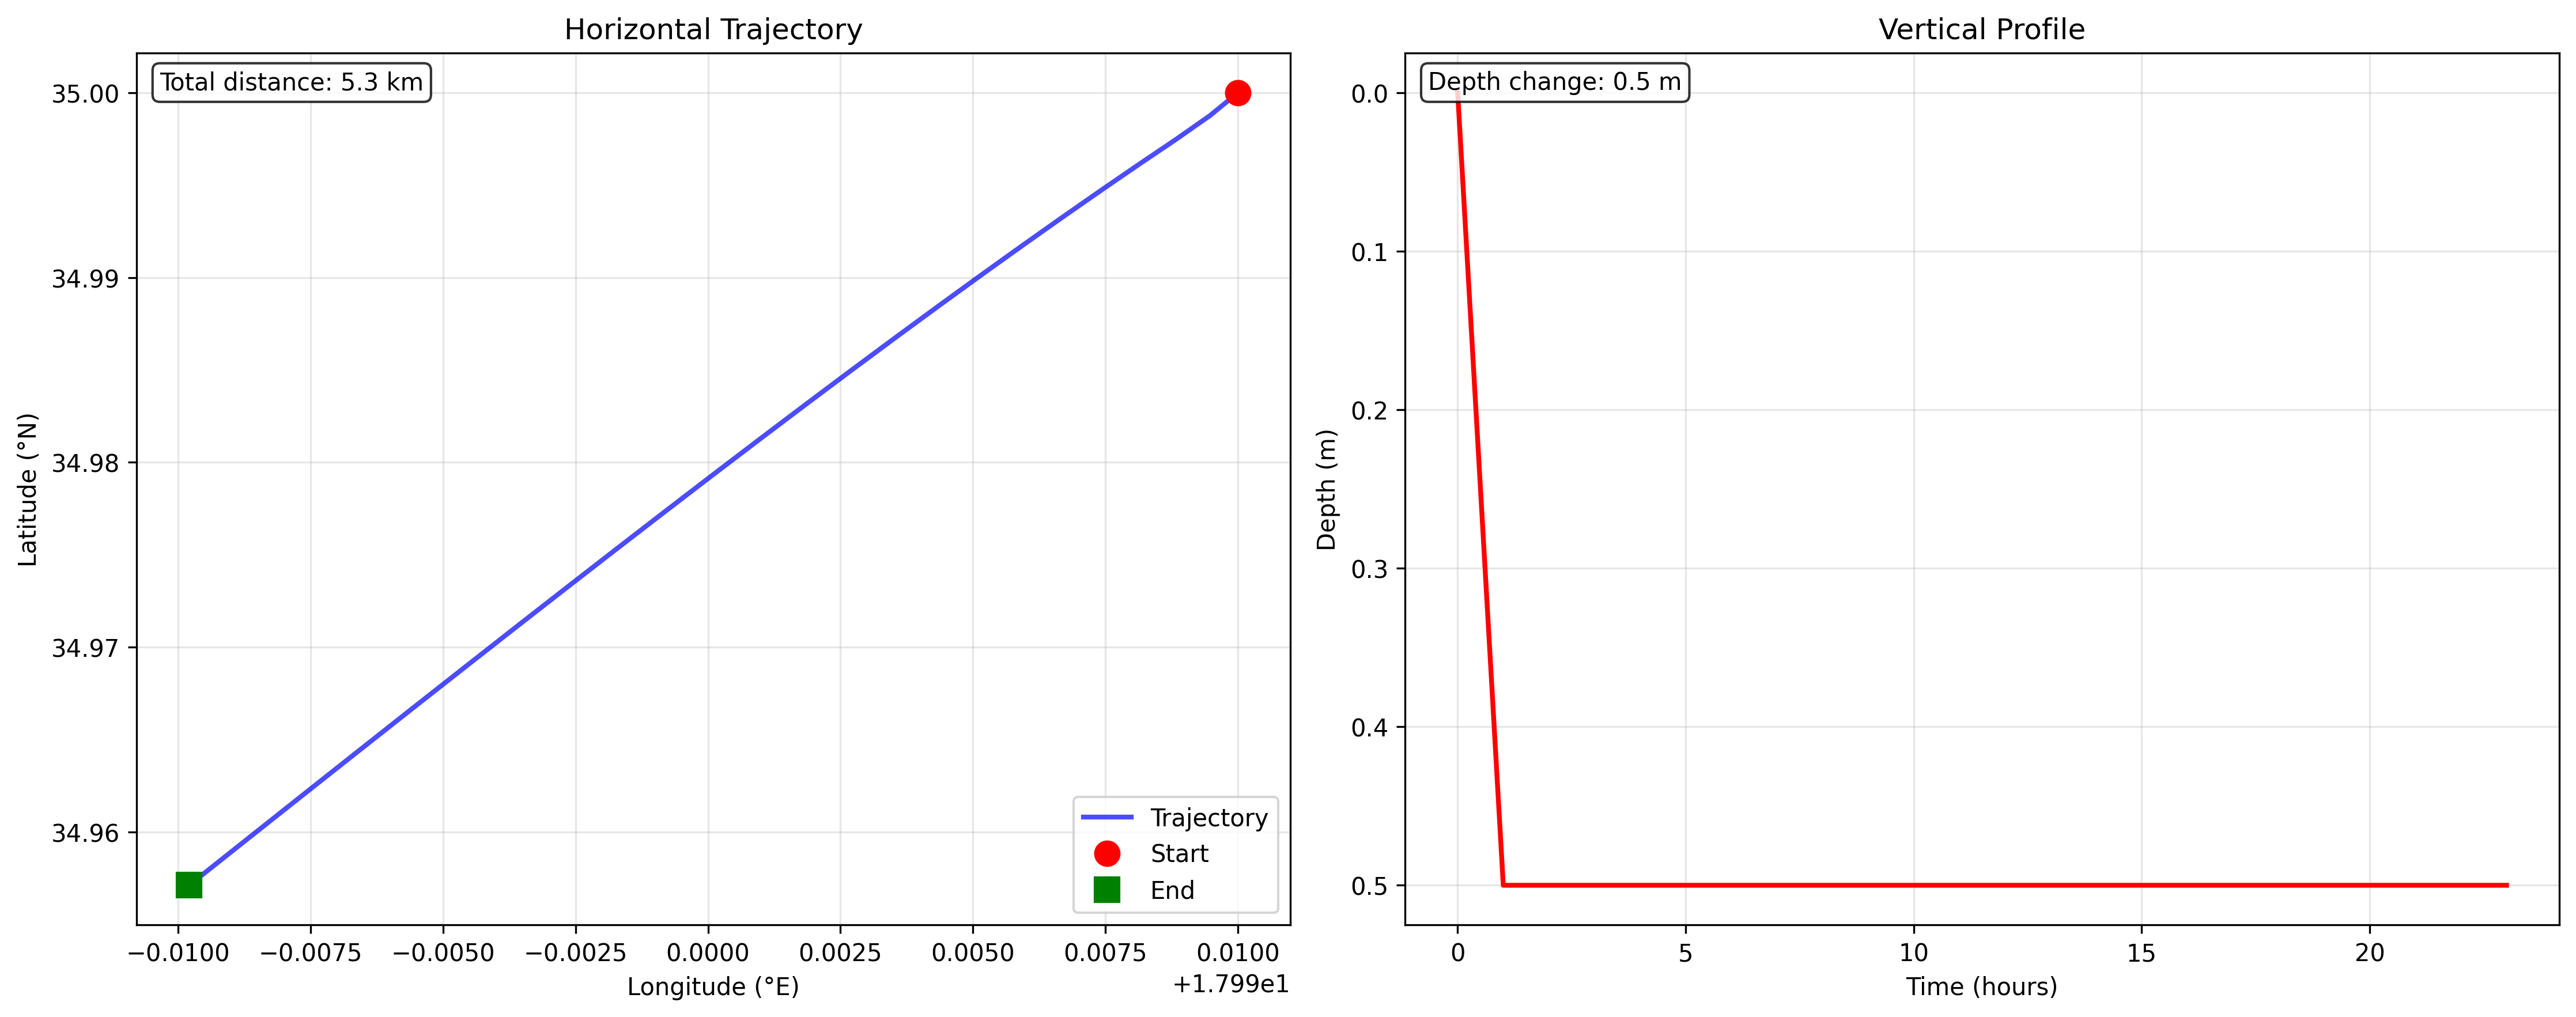 Horizontal Trajectory
Total distance: 5.3 km
35.00
34.99
34.98
34.97
34.96
Latitude (°N)
−0.0100 −0.0075 −0.0050 −0.0025 0.0000 0.0025 0.0050 0.0075 0.0100
+1.799e1
Longitude (°E)
Trajectory
Start
End
Vertical Profile
Depth change: 0.5 m
0.0
0.1
0.2
0.3
0.4
0.5
Depth (m)
0 5 10 15 20
Time (hours)